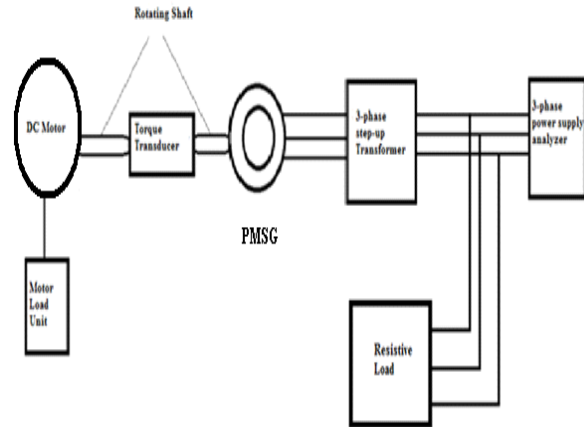 Rotating Shaft
DC Motor
Torque
Transducer
3-phase
step-up
Transformer
3-phase
power supply
analyzer
PMSG
Motor
Load
Unit
Resistive
Load